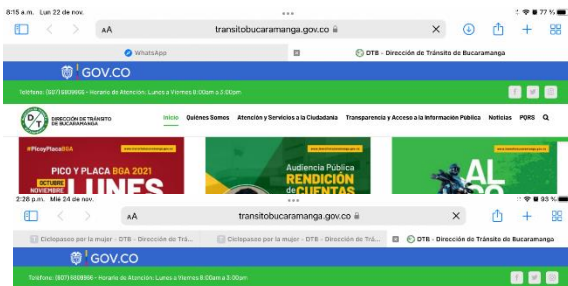 8:15 a.m. Lun 22 de nov.
77 %
AA transitobucaramanga.gov.co
WhatsApp
DTB - Dirección de Tránsito de Bucaramanga
GOV.CO
Teléfono: (607) 6809966 - Horario de Atención: Lunes a Viernes 8:00am a 3:00pm
DIRECCIÓN DE TRÁNSITO
DE BUCARAMANGA
Inicio Quiénes Somos Atención y Servicios a la Ciudadania Transparencia y Acceso a la Información Pública Noticias PQRS
#PicoyPlacaBGA
PICO Y PLACA BGA 2021
OCTUBRE
NOVIEMBRE
LUNES
Audiencia Pública
RENDICIÓN
de CUENTAS
AL
2:28 p.m. Mié 24 de nov.
93 %
AA transitobucaramanga.gov.co
Ciclopaseo por la mujer - DTB - Dirección de Trá...
Ciclopaseo por la mujer - DTB - Dirección de Trá...
DTB - Dirección de Tránsito de Bucaramanga
GOV.CO
Teléfono: (607) 6809966 - Horario de Atención: Lunes a Viernes 8:00am a 3:00pm